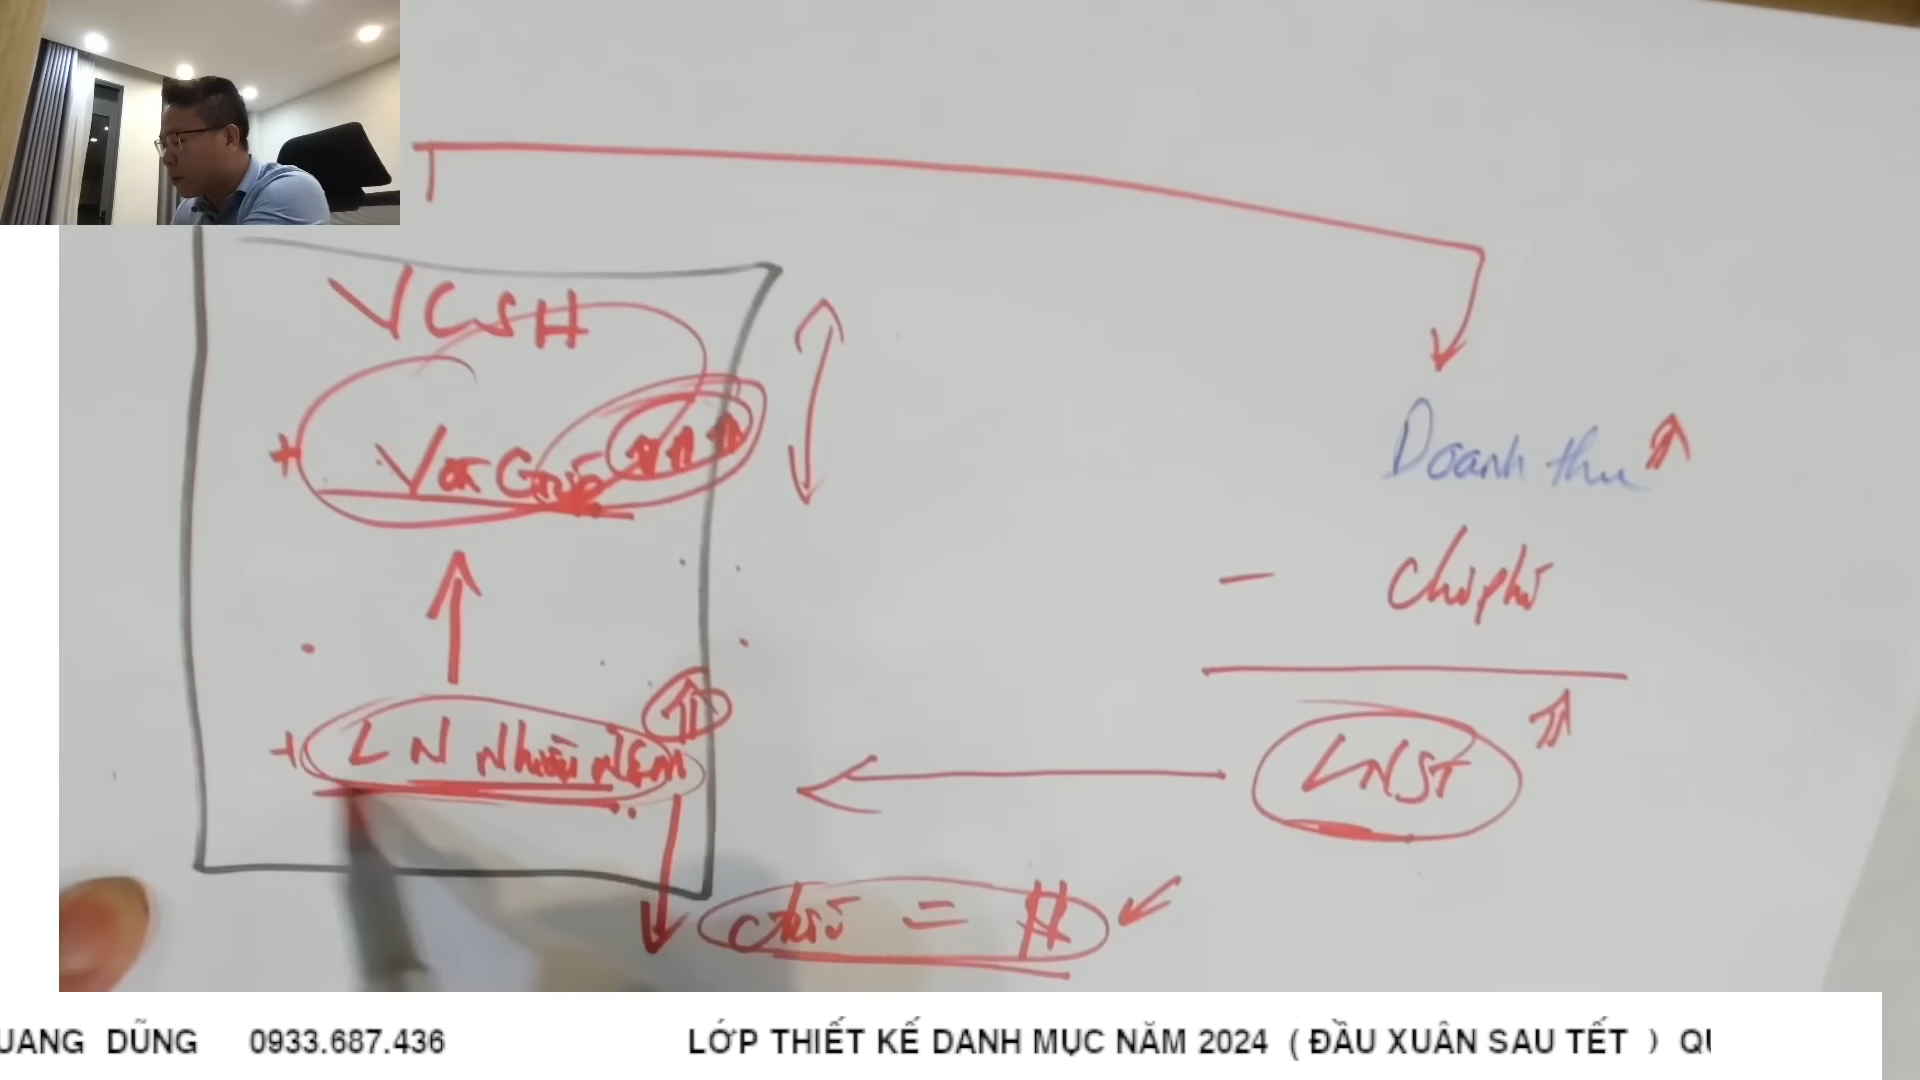 VCSH
+ Vốn Góp
+ LN Nhiều Năm
Doanh thu
- Chi phí
LNST
chia =
UANG DŨNG 0933.687.436 LỚP THIẾT KẾ DANH MỤC NĂM 2024 ( ĐẦU XUÂN SAU TẾT ) QU